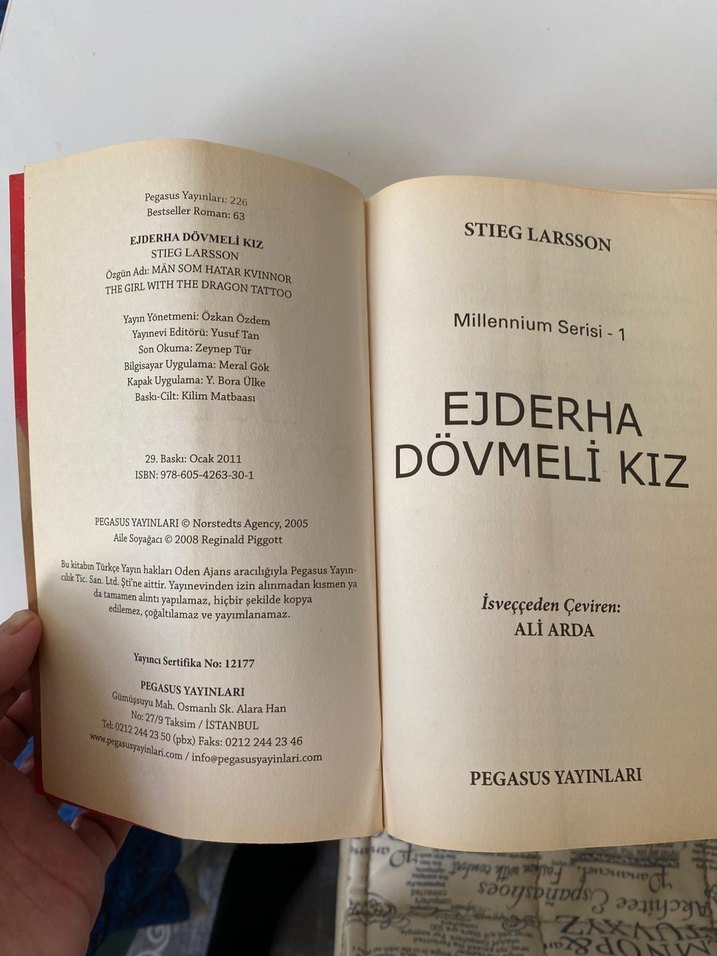 Pegasus Yayınları: 226
Bestseller Roman: 63
EJDERHA DÖVMELİ KIZ
STIEG LARSSON
Özgün Adı: MÄN SOM HATAR KVINNOR
THE GIRL WITH THE DRAGON TATTOO
Yayın Yönetmeni: Özkan Özdem
Yayınevi Editörü: Yusuf Tan
Son Okuma: Zeynep Tür
Bilgisayar Uygulama: Meral Gök
Kapak Uygulama: Y. Bora Ülke
Baskı-Cilt: Kilim Matbaası
29. Baskı: Ocak 2011
ISBN: 978-605-4263-30-1
PEGASUS YAYINLARI © Norstedts Agency, 2005
Aile Soyağacı © 2008 Reginald Piggott
Bu kitabın Türkçe Yayın hakları Oden Ajans aracılığıyla Pegasus Yayın-
cılık Tic. San. Ltd. Şti'ne aittir. Yayınevinden izin alınmadan kısmen ya
da tamamen alıntı yapılamaz, hiçbir şekilde kopya
edilemez, çoğaltılamaz ve yayımlanamaz.
Yayıncı Sertifika No: 12177
PEGASUS YAYINLARI
Gümüşsuyu Mah. Osmanlı Sk. Alara Han
No: 27/9 Taksim / İSTANBUL
Tel: 0212 244 23 50 (pbx) Faks: 0212 244 23 46
www.pegasusyayinlari.com / info@pegasusyayinlari.com
STIEG LARSSON
Millennium Serisi - 1
EJDERHA
DÖVMELİ KIZ
İsveççeden Çeviren:
ALİ ARDA
PEGASUS YAYINLARI
Españashoes
TUVXYZ
MNOP&